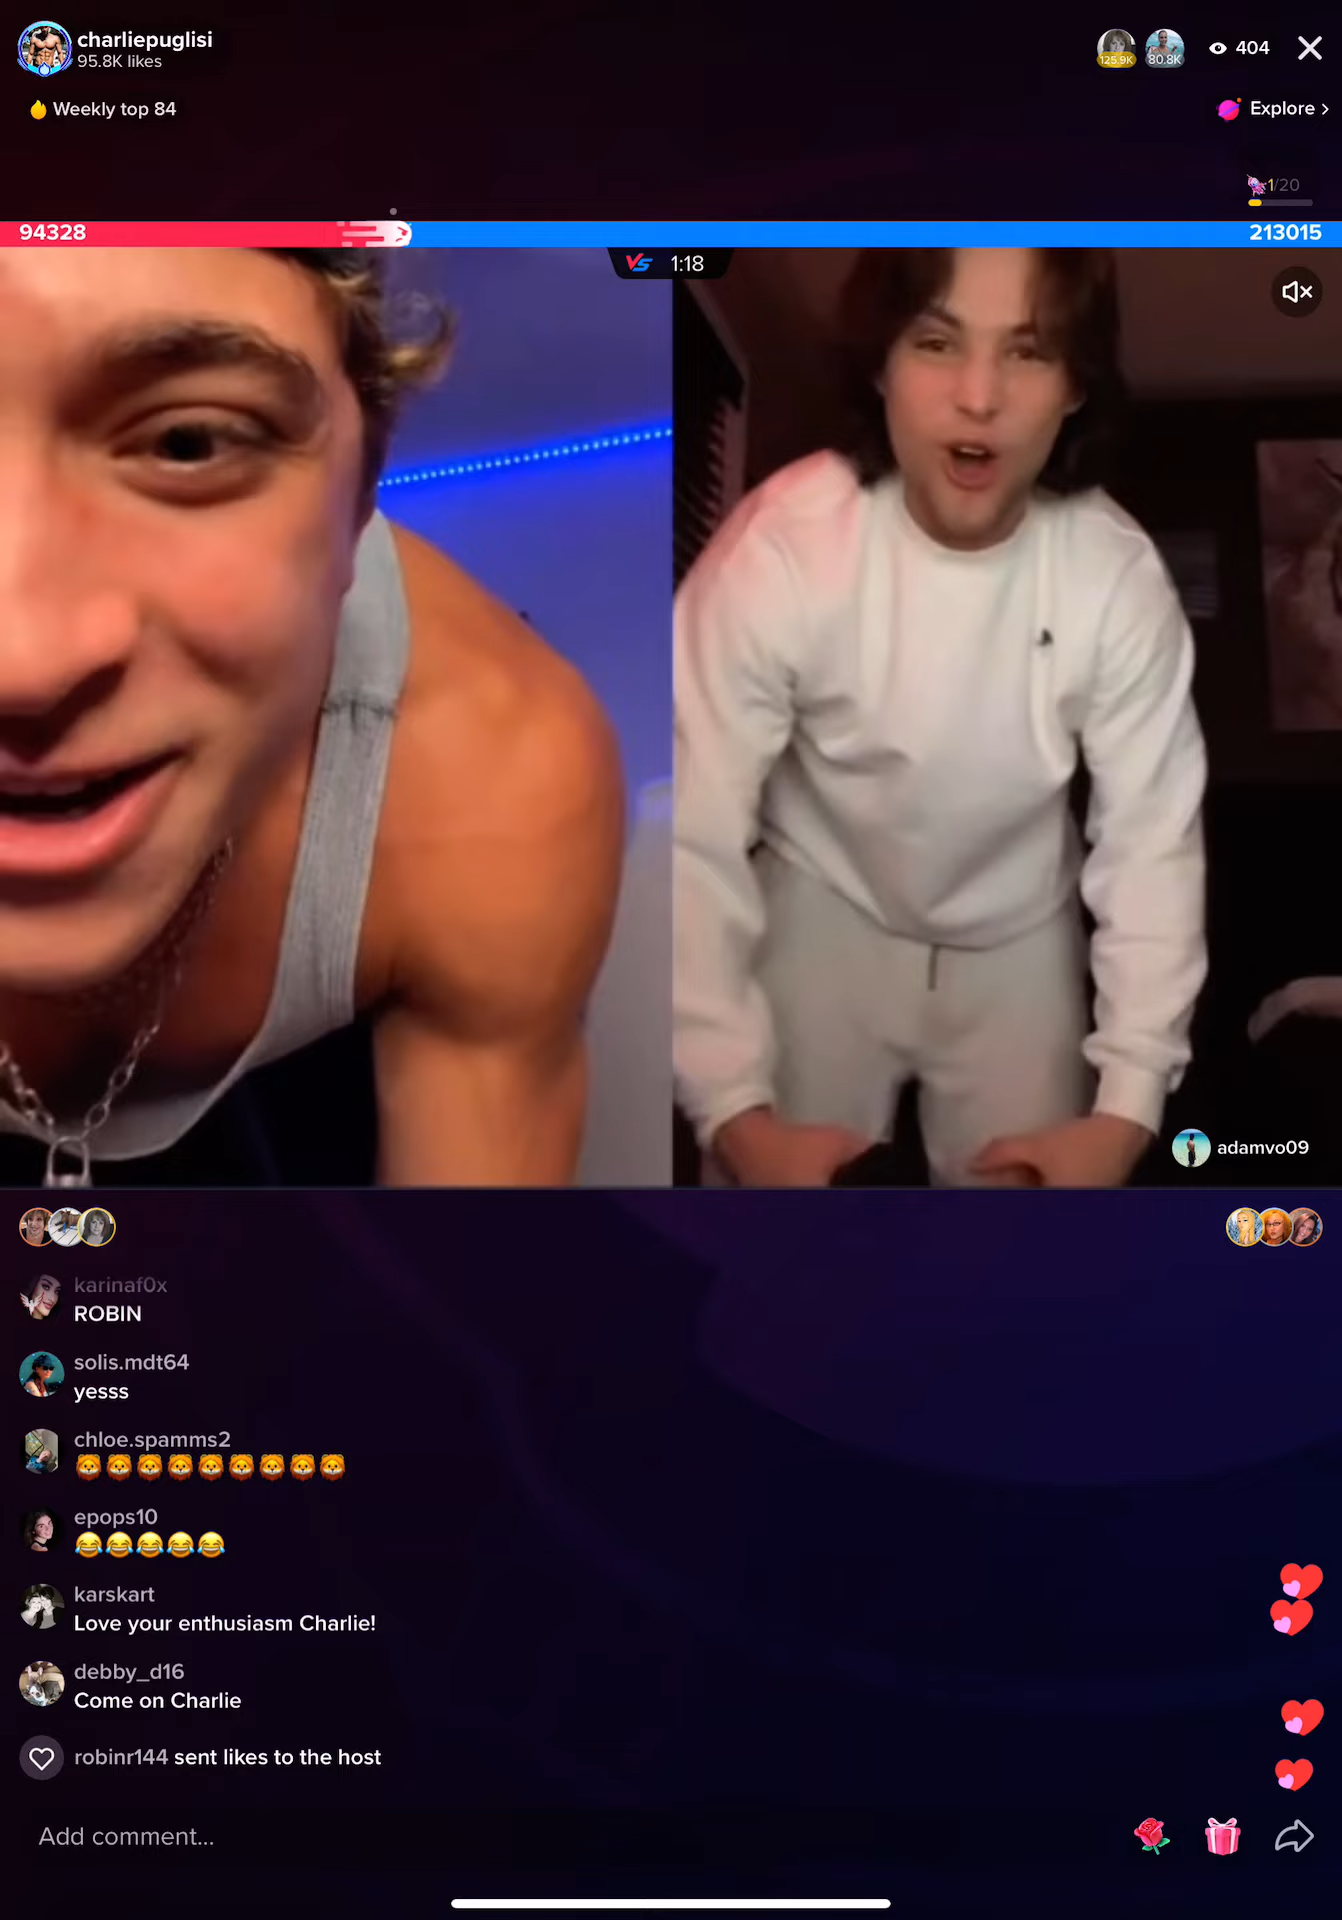 charliepuglisi
95.8K likes
125.9K
80.8K
404
Weekly top 84
Explore >
1/20
94328
213015
VS 1:18
adamvo09
karinaf0x
ROBIN
solis.mdt64
yesss
chloe.spamms2
🦁🦁🦁🦁🦁🦁🦁🦁🦁
epops10
😂😂😂😂😂
karskart
Love your enthusiasm Charlie!
debby_d16
Come on Charlie
robinr144 sent likes to the host
Add comment...